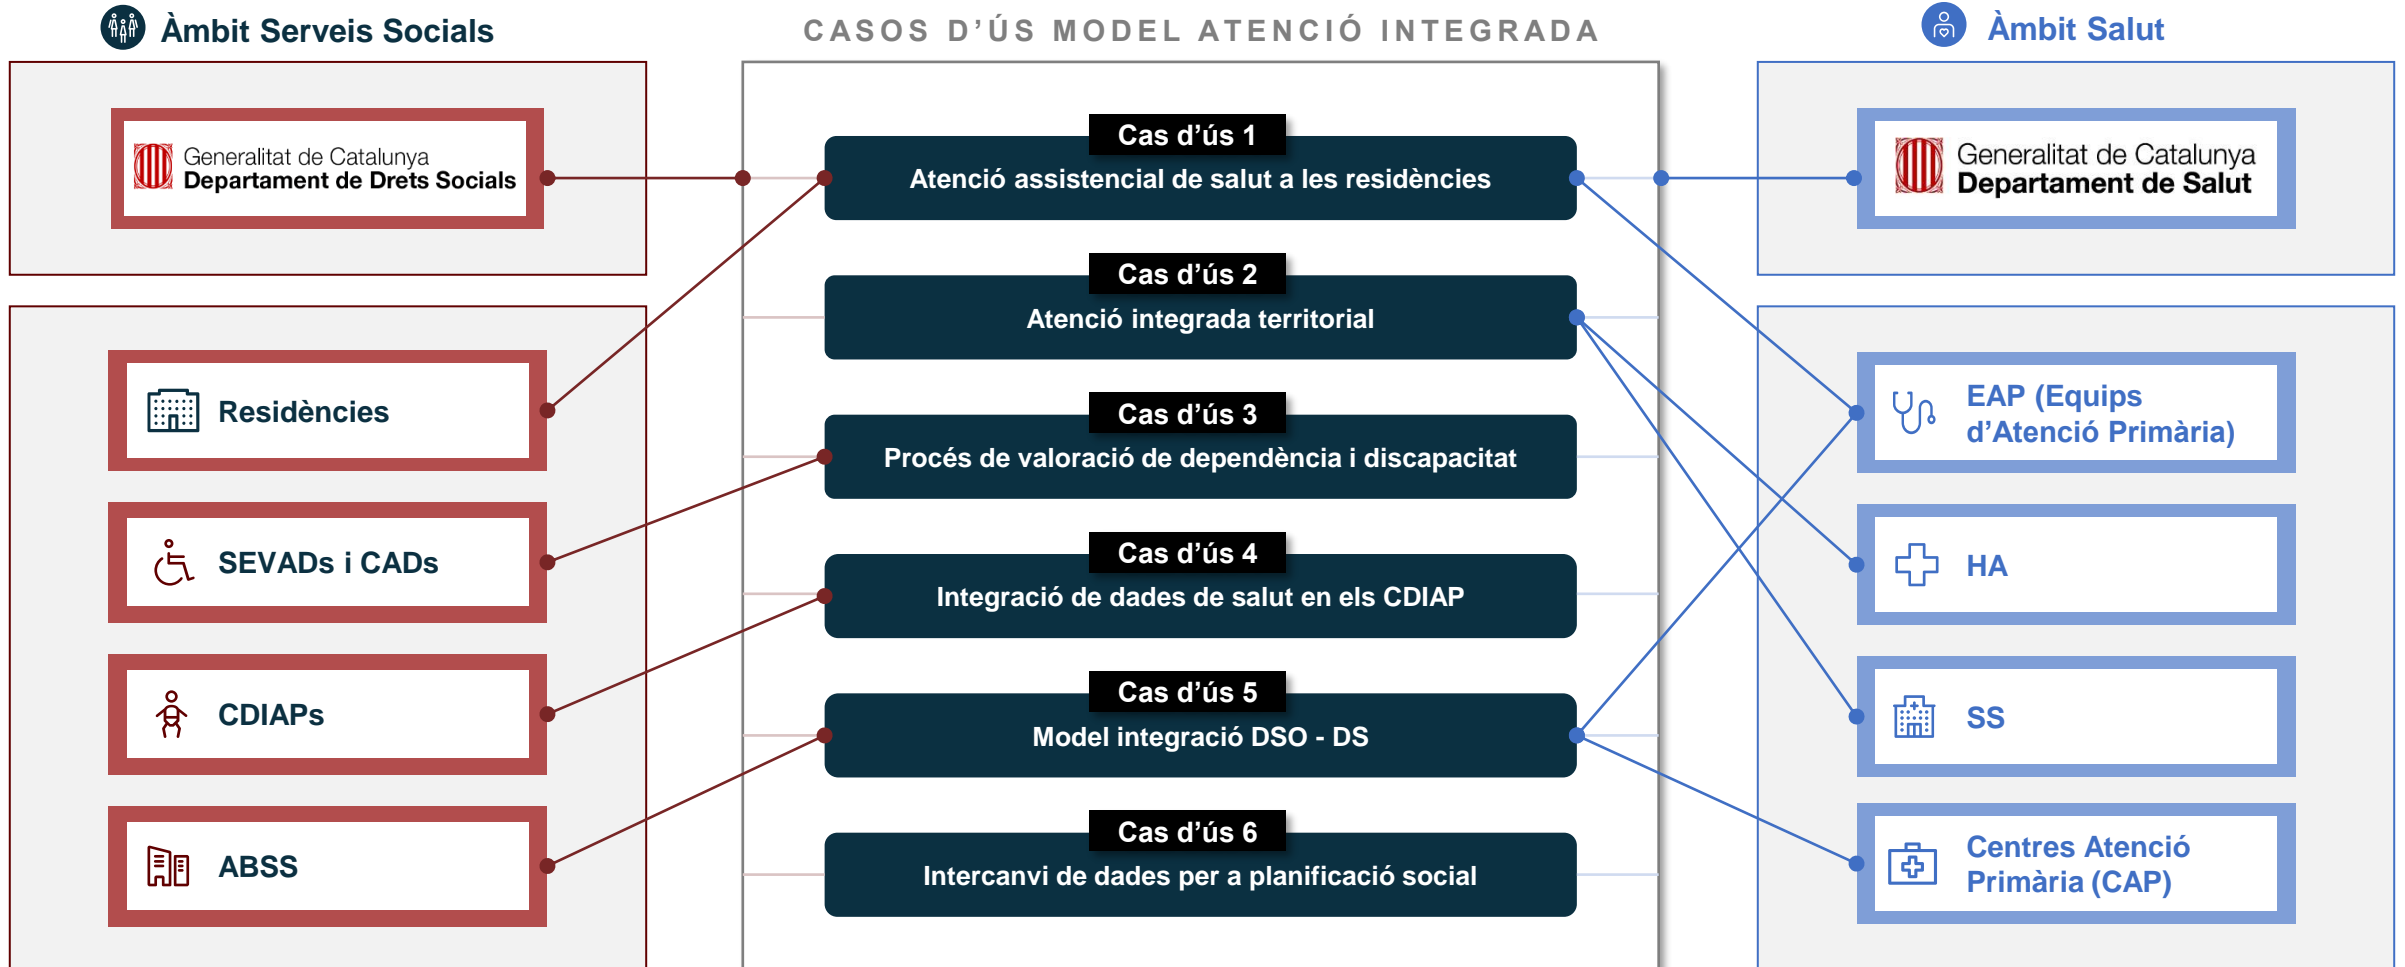 Àmbit Serveis Socials
CASOS D’ÚS MODEL ATENCIÓ INTEGRADA
Àmbit Salut
Generalitat de Catalunya
Departament de Drets Socials
Residències
SEVADs i CADs
CDIAPs
ABSS
Cas d’ús 1
Atenció assistencial de salut a les residències
Cas d’ús 2
Atenció integrada territorial
Cas d’ús 3
Procés de valoració de dependència i discapacitat
Cas d’ús 4
Integració de dades de salut en els CDIAP
Cas d’ús 5
Model integració DSO - DS
Cas d’ús 6
Intercanvi de dades per a planificació social
Generalitat de Catalunya
Departament de Salut
EAP (Equips
d’Atenció Primària)
HA
SS
Centres Atenció
Primària (CAP)